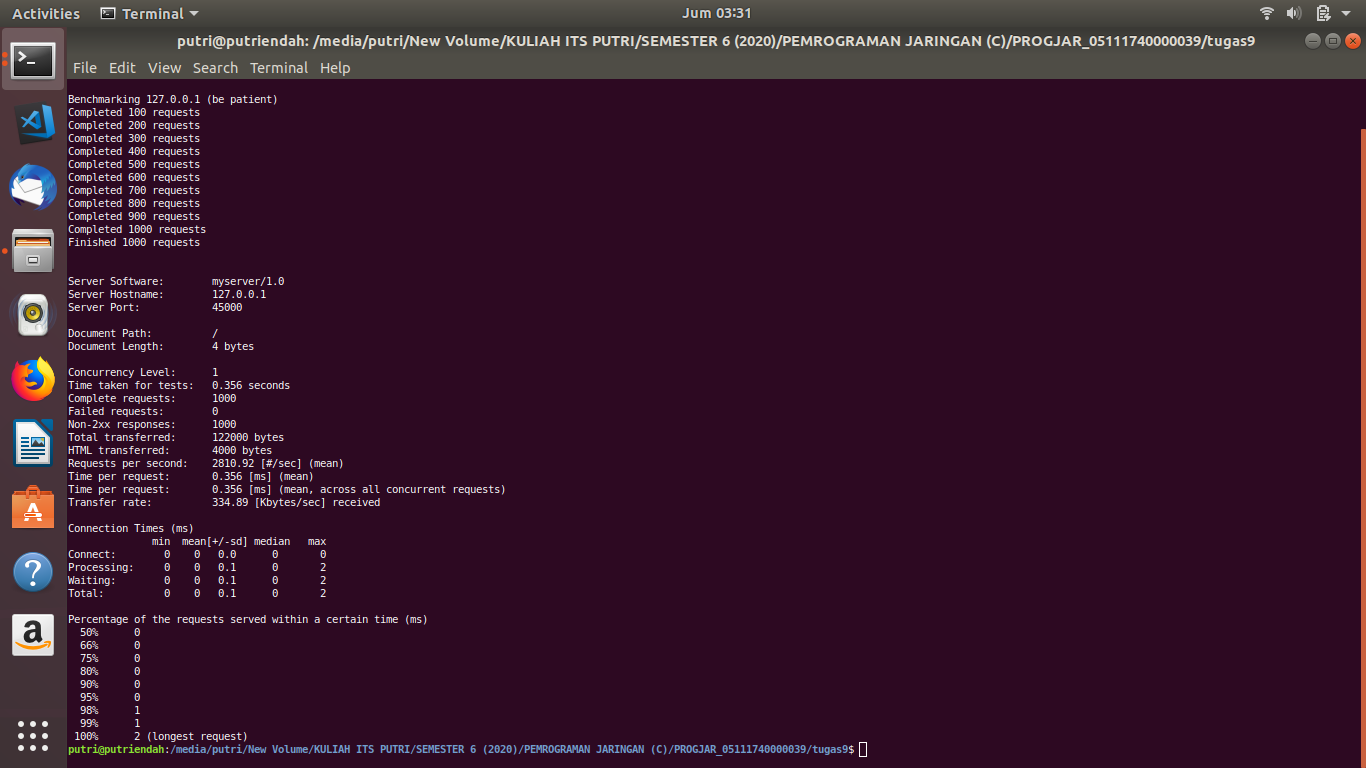 Activities Terminal Jum 03:31
putri@putriendah: /media/putri/New Volume/KULIAH ITS PUTRI/SEMESTER 6 (2020)/PEMROGRAMAN JARINGAN (C)/PROGJAR_05111740000039/tugas9
File Edit View Search Terminal Help
Benchmarking 127.0.0.1 (be patient)
Completed 100 requests
Completed 200 requests
Completed 300 requests
Completed 400 requests
Completed 500 requests
Completed 600 requests
Completed 700 requests
Completed 800 requests
Completed 900 requests
Completed 1000 requests
Finished 1000 requests
Server Software: myserver/1.0
Server Hostname: 127.0.0.1
Server Port: 45000
Document Path: /
Document Length: 4 bytes
Concurrency Level: 1
Time taken for tests: 0.356 seconds
Complete requests: 1000
Failed requests: 0
Non-2xx responses: 1000
Total transferred: 122000 bytes
HTML transferred: 4000 bytes
Requests per second: 2810.92 [#/sec] (mean)
Time per request: 0.356 [ms] (mean)
Time per request: 0.356 [ms] (mean, across all concurrent requests)
Transfer rate: 334.89 [Kbytes/sec] received
Connection Times (ms)
min mean[+/-sd] median max
Connect: 0 0 0.0 0 0
Processing: 0 0 0.1 0 2
Waiting: 0 0 0.1 0 2
Total: 0 0 0.1 0 2
Percentage of the requests served within a certain time (ms)
50% 0
66% 0
75% 0
80% 0
90% 0
95% 0
98% 1
99% 1
100% 2 (longest request)
putri@putriendah:/media/putri/New Volume/KULIAH ITS PUTRI/SEMESTER 6 (2020)/PEMROGRAMAN JARINGAN (C)/PROGJAR_05111740000039/tugas9$